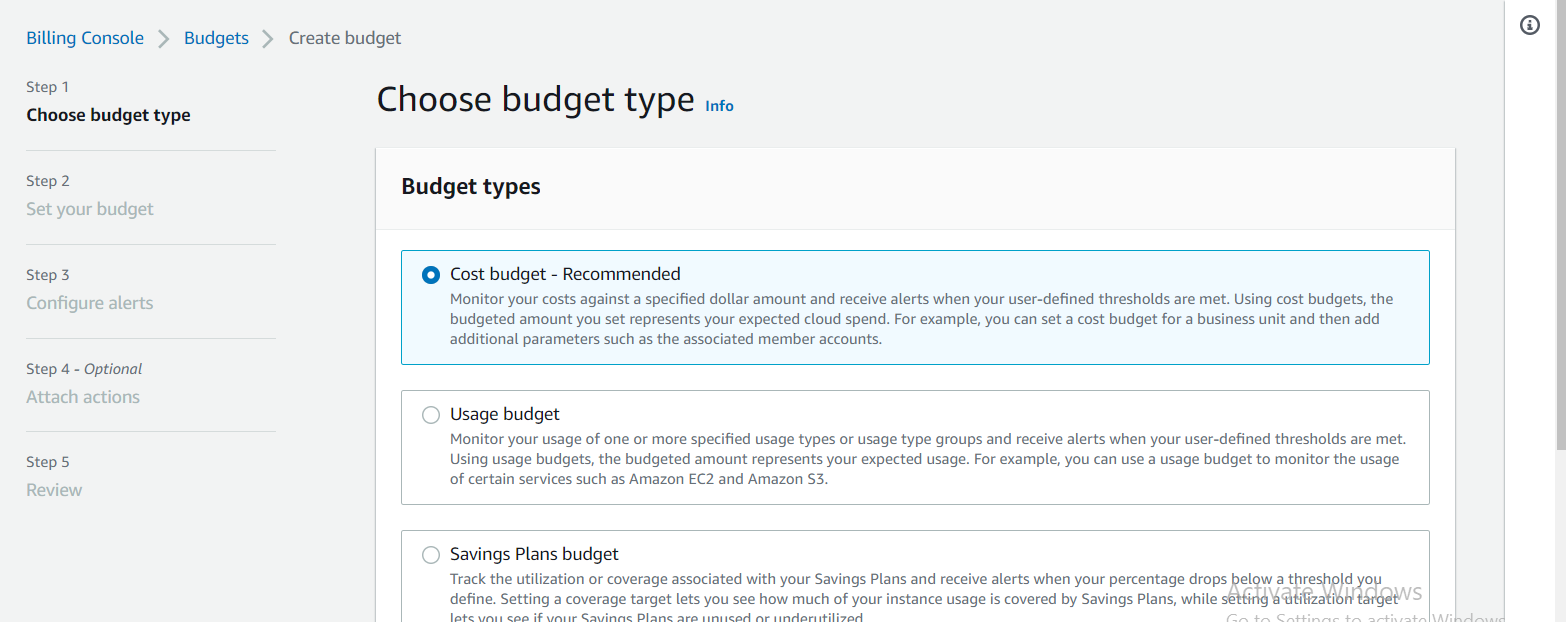 Billing Console > Budgets > Create budget
Step 1
Choose budget type
Step 2
Set your budget
Step 3
Configure alerts
Step 4 - Optional
Attach actions
Step 5
Review
Choose budget type Info
Budget types
Cost budget - Recommended
Monitor your costs against a specified dollar amount and receive alerts when your user-defined thresholds are met. Using cost budgets, the
budgeted amount you set represents your expected cloud spend. For example, you can set a cost budget for a business unit and then add
additional parameters such as the associated member accounts.
Usage budget
Monitor your usage of one or more specified usage types or usage type groups and receive alerts when your user-defined thresholds are met.
Using usage budgets, the budgeted amount represents your expected usage. For example, you can use a usage budget to monitor the usage
of certain services such as Amazon EC2 and Amazon S3.
Savings Plans budget
Track the utilization or coverage associated with your Savings Plans and receive alerts when your percentage drops below a threshold you
define. Setting a coverage target lets you see how much of your instance usage is covered by Savings Plans, while setting a utilization target
lets you see if your Savings Plans are unused or underutilized.
Activate Windows
Go to Settings to activate Windows